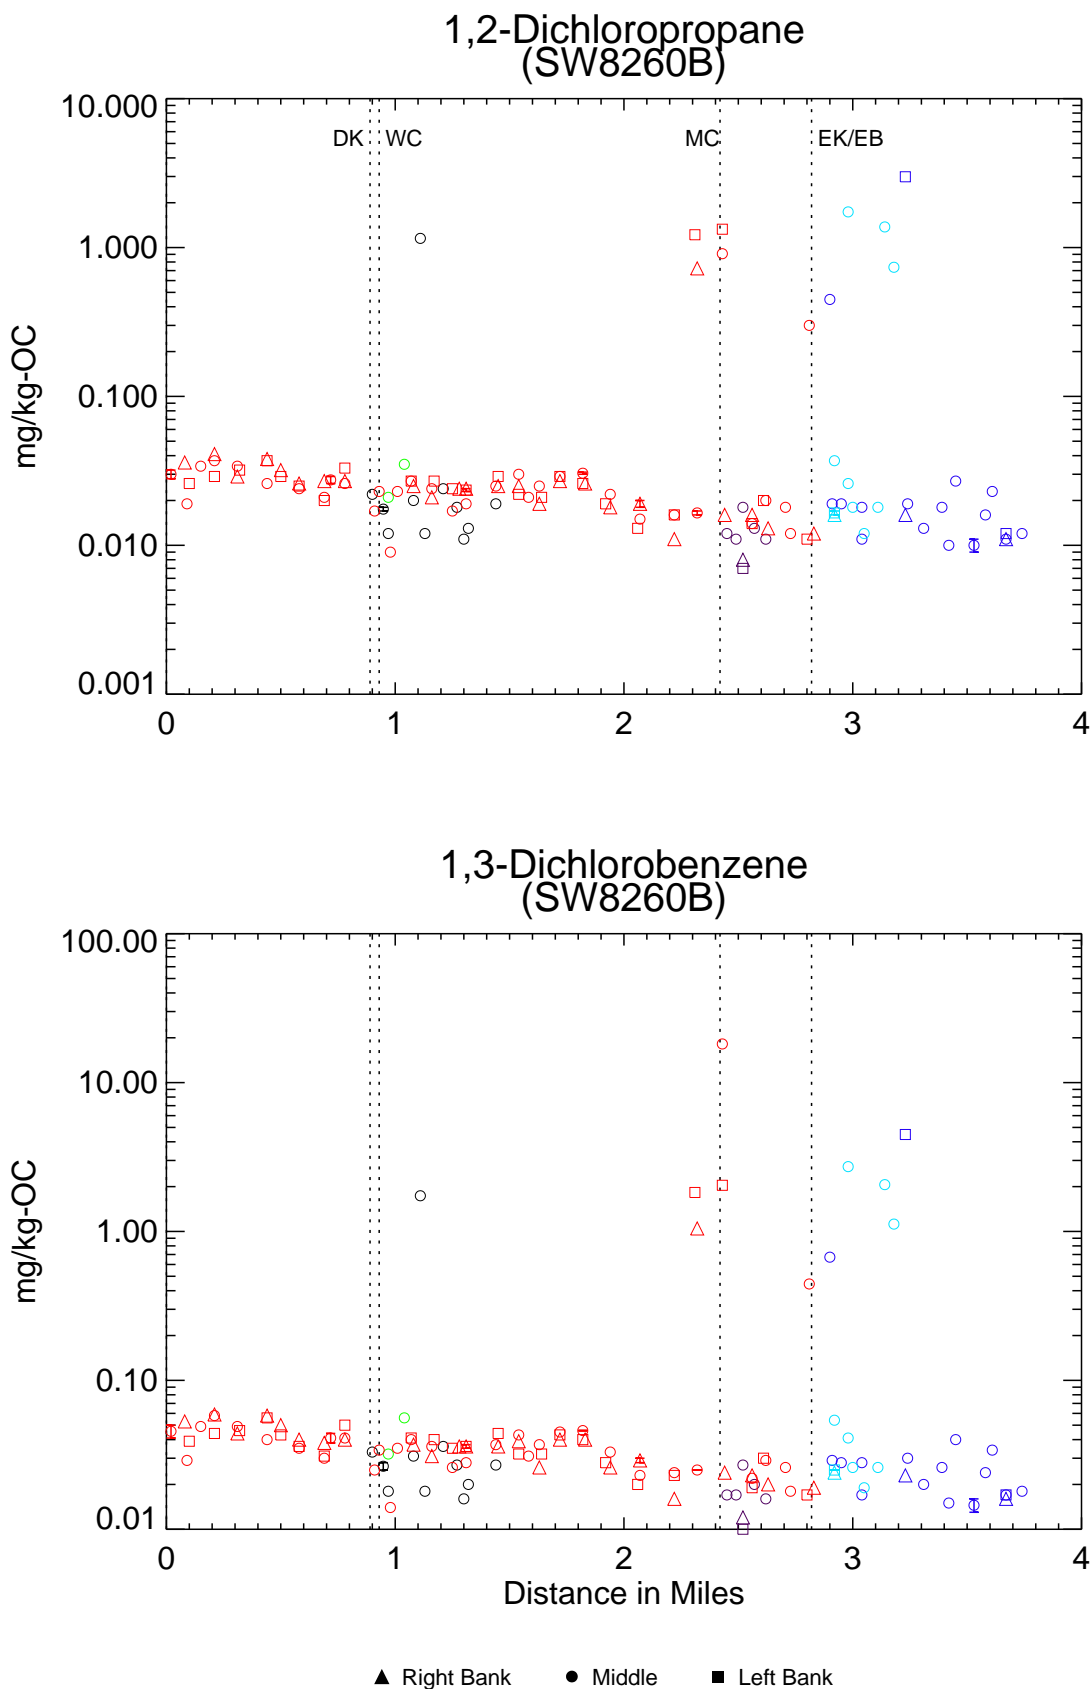 1,2-Dichloropropane
(SW8260B)
10.000
1.000
0.100
0.010
0.001
mg/kg-OC
DK
WC
MC
EK/EB
0 1 2 3 4
1,3-Dichlorobenzene
(SW8260B)
100.00
10.00
1.00
0.10
0.01
mg/kg-OC
0 1 2 3 4
Distance in Miles
Right Bank Middle Left Bank